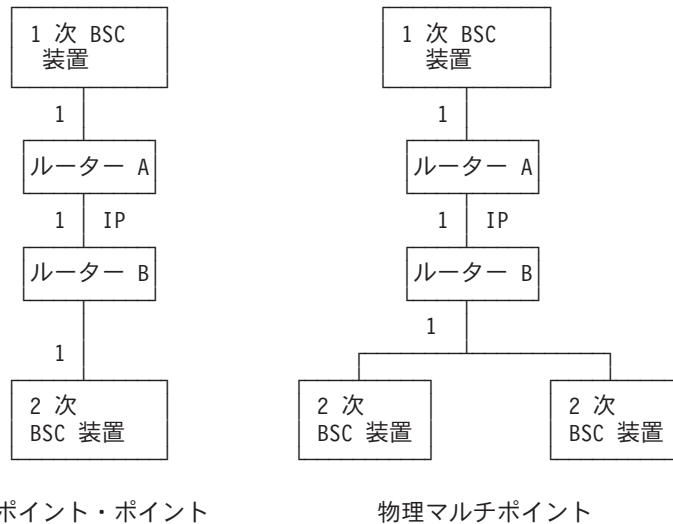 1 次 BSC
装置
1
ルーター A
1 IP
ルーター B
1
2 次
BSC 装置
ポイント・ポイント
1 次 BSC
装置
1
ルーター A
1 IP
ルーター B
1
2 次
BSC 装置
2 次
BSC 装置
物理マルチポイント